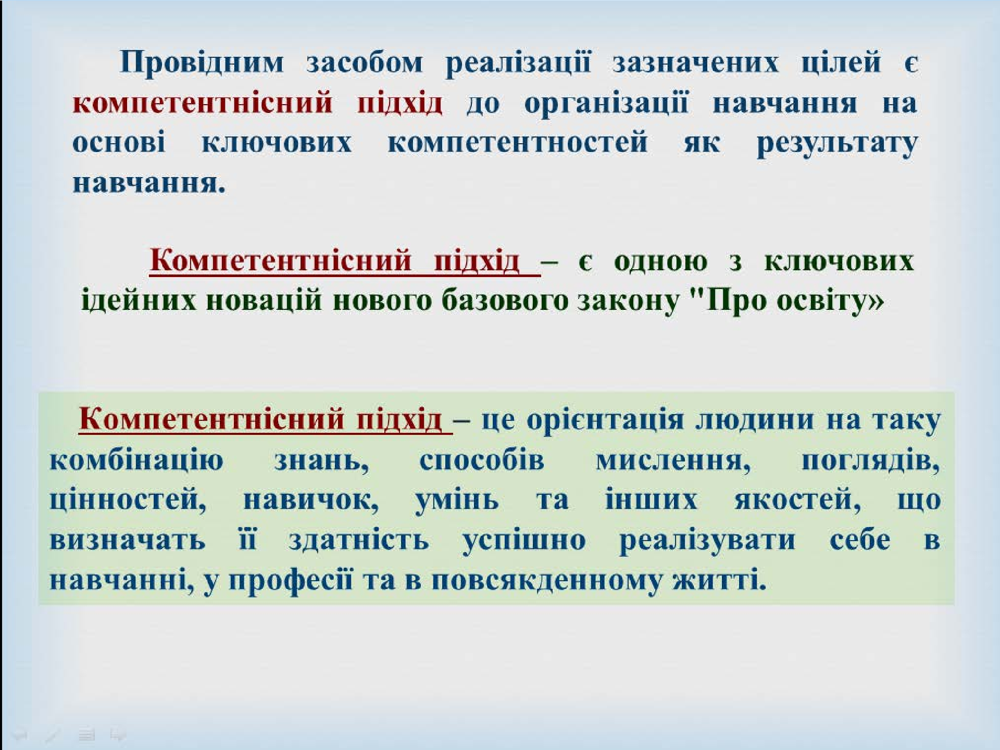 Провідним засобом реалізації зазначених цілей є
компетентнісний підхід до організації навчання на
основі ключових компетентностей як результату
навчання.
Компетентнісний підхід – є одною з ключових
ідейних новацій нового базового закону "Про освіту»
Компетентнісний підхід – це орієнтація людини на таку
комбінацію знань, способів мислення, поглядів,
цінностей, навичок, умінь та інших якостей, що
визначать її здатність успішно реалізувати себе в
навчанні, у професії та в повсякденному житті.